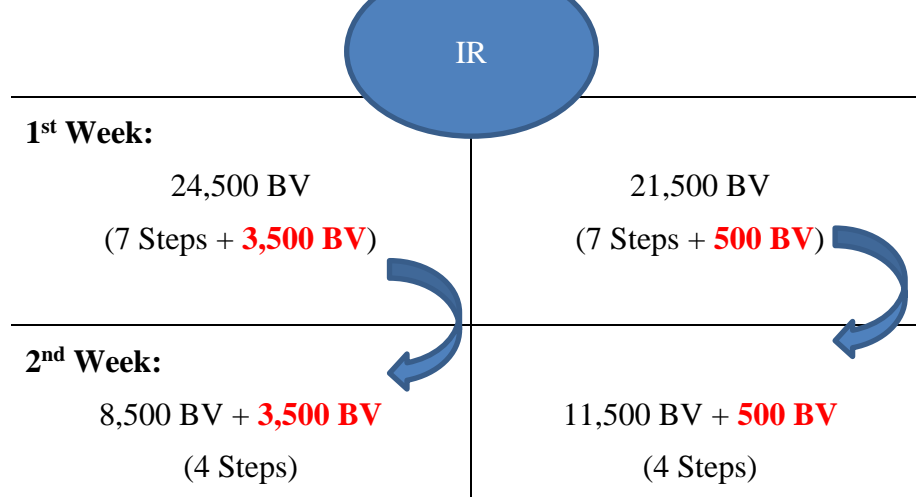 IR
1st Week:
24,500 BV
(7 Steps + 3,500 BV)
21,500 BV
(7 Steps + 500 BV)
2nd Week:
8,500 BV + 3,500 BV
(4 Steps)
11,500 BV + 500 BV
(4 Steps)